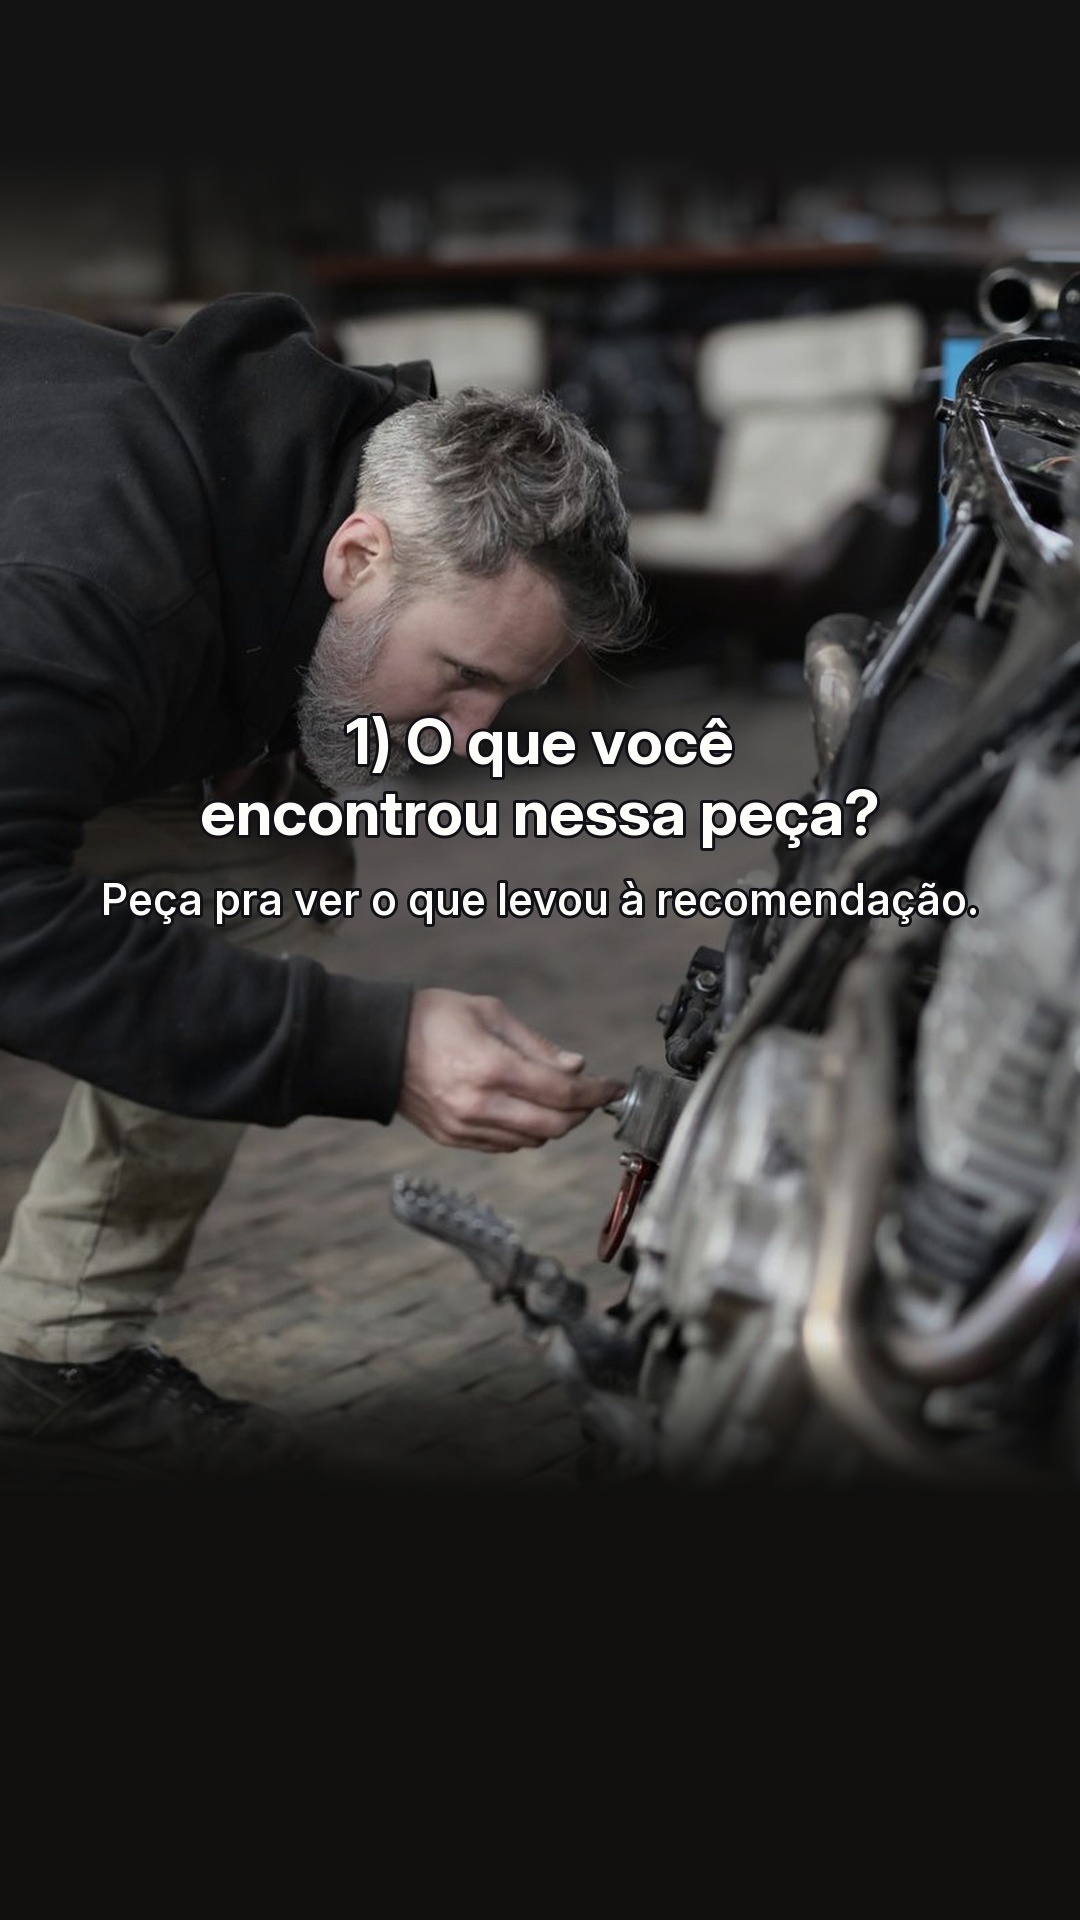 1) O que você
encontrou nessa peça?
Peça pra ver o que levou à recomendação.